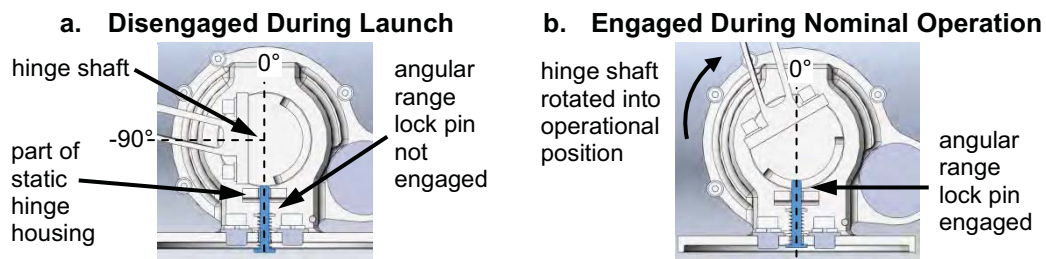 a. Disengaged During Launch
hinge shaft
0°
-90°
angular
range
lock pin
not
engaged
part of
static
hinge
housing
b. Engaged During Nominal Operation
hinge shaft
rotated into
operational
position
0°
angular
range
lock pin
engaged